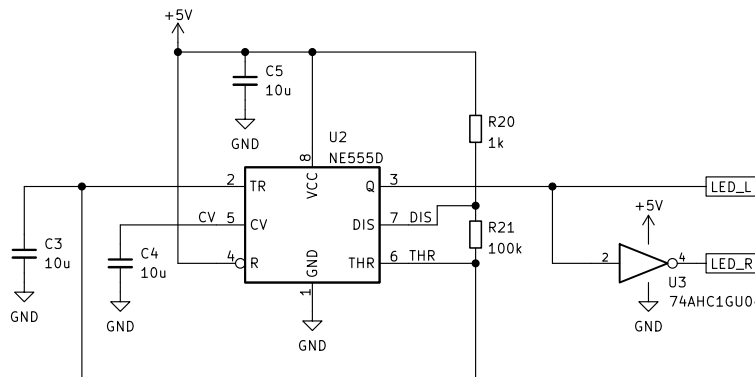 +5V
C5
10u
GND
R20
1k
U2
NE555D
8
VCC
2
TR
Q
3
LED_L
CV
5
CV
DIS
7
DIS
R21
100k
+5V
C3
10u
C4
10u
4
R
GND
THR
6
THR
2
4
LED_R
U3
74AHC1GU0
1
GND
GND
GND
GND